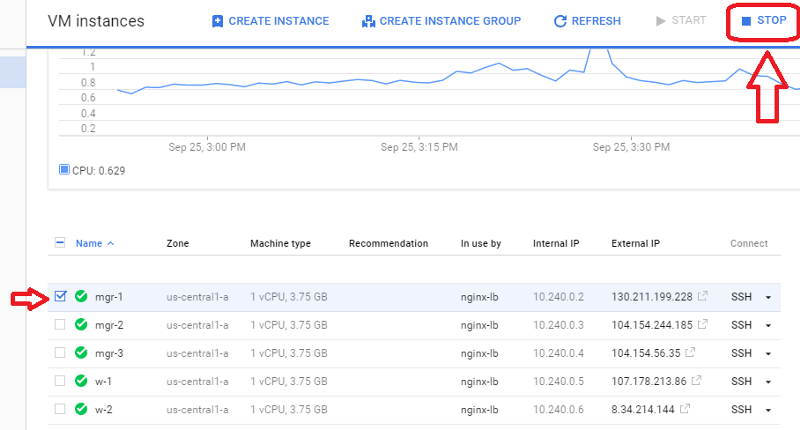 VM instances CREATE INSTANCE CREATE INSTANCE GROUP REFRESH START STOP
1.2
1
0.8
0.6
0.4
0.2
Sep 25, 3:00 PM Sep 25, 3:15 PM Sep 25, 3:30 PM
CPU: 0.629
Name Zone Machine type Recommendation In use by Internal IP External IP Connect
mgr-1 us-central1-a 1 vCPU, 3.75 GB nginx-lb 10.240.0.2 130.211.199.228 SSH
mgr-2 us-central1-a 1 vCPU, 3.75 GB nginx-lb 10.240.0.3 104.154.244.185 SSH
mgr-3 us-central1-a 1 vCPU, 3.75 GB nginx-lb 10.240.0.4 104.154.56.35 SSH
w-1 us-central1-a 1 vCPU, 3.75 GB nginx-lb 10.240.0.5 107.178.213.86 SSH
w-2 us-central1-a 1 vCPU, 3.75 GB nginx-lb 10.240.0.6 8.34.214.144 SSH